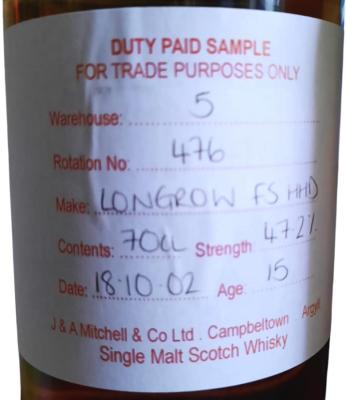 DUTY PAID SAMPLE
FOR TRADE PURPOSES ONLY
Warehouse: 5
Rotation No: 476
Make: LONGROW FS HHD
Contents: 70CL Strength 47.2%
Date: 18.10.02 Age: 15
J & A Mitchell & Co Ltd . Campbeltown . Argyll
Single Malt Scotch Whisky